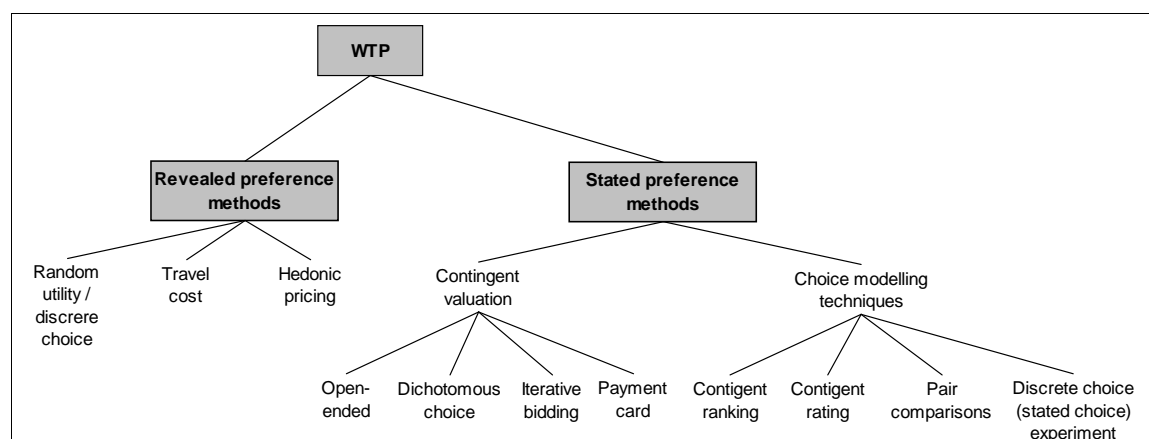 WTP
Revealed preference
methods
Stated preference
methods
Random
utility /
discrere
choice
Travel
cost
Hedonic
pricing
Contingent
valuation
Choice modelling
techniques
Open-
ended
Dichotomous
choice
Iterative
bidding
Payment
card
Contigent
ranking
Contigent
rating
Pair
comparisons
Discrete choice
(stated choice)
experiment